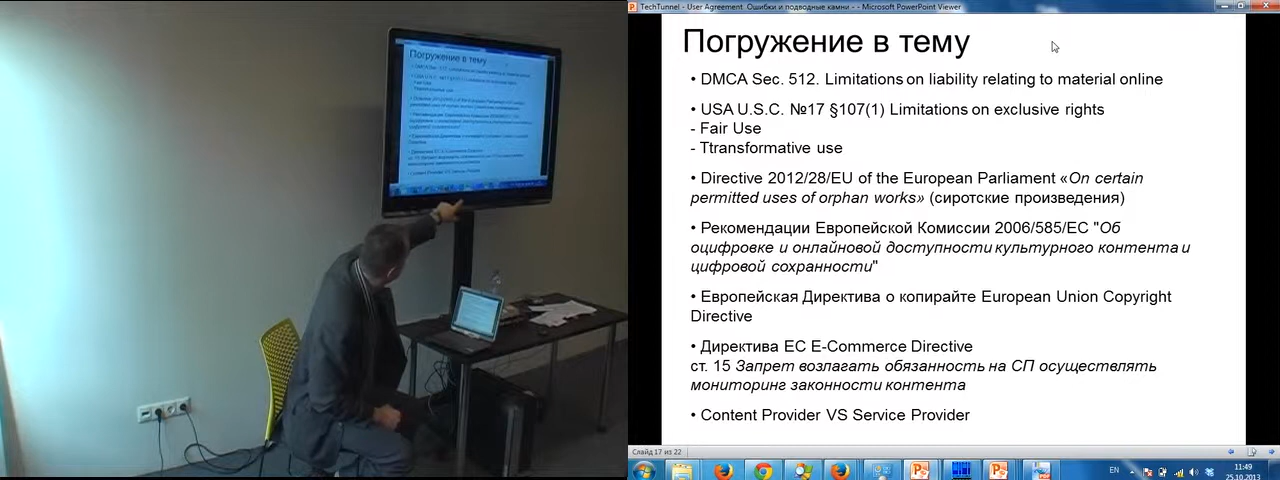 TechTunnel - User Agreement Ошибки и подводные камни - - Microsoft PowerPoint Viewer
Погружение в тему
• DMCA Sec. 512. Limitations on liability relating to material online
• USA U.S.C. №17 §107(1) Limitations on exclusive rights
- Fair Use
- Ttransformative use
• Directive 2012/28/EU of the European Parliament «On certain
permitted uses of orphan works» (сиротские произведения)
• Рекомендации Европейской Комиссии 2006/585/EC "Об
оцифровке и онлайновой доступности культурного контента и
цифровой сохранности"
• Европейская Директива о копирайте European Union Copyright
Directive
• Директива ЕС E-Commerce Directive
ст. 15 Запрет возлагать обязанность на СП осуществлять
мониторинг законности контента
• Content Provider VS Service Provider
Слайд 17 из 22
EN
11:49
25.10.2013
Погружение в тему